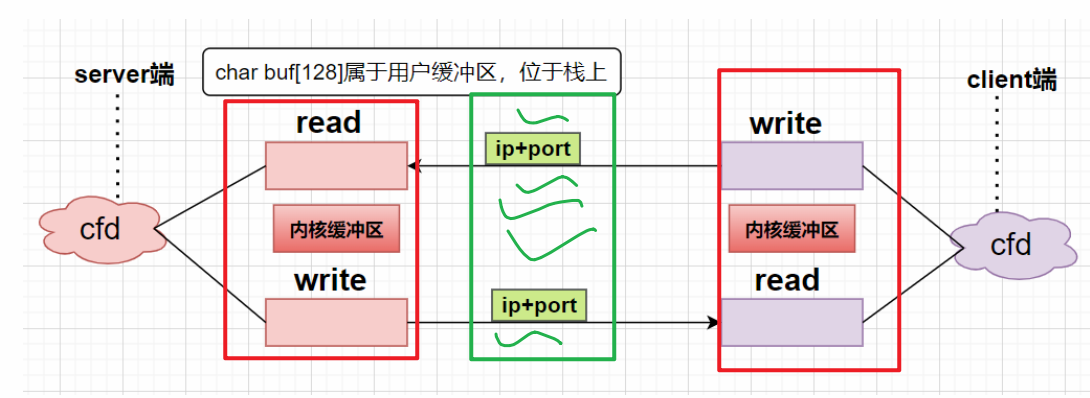 char buf[128]属于用户缓冲区，位于栈上
server端
client端
read
write
ip+port
cfd
内核缓冲区
内核缓冲区
cfd
write
read
ip+port